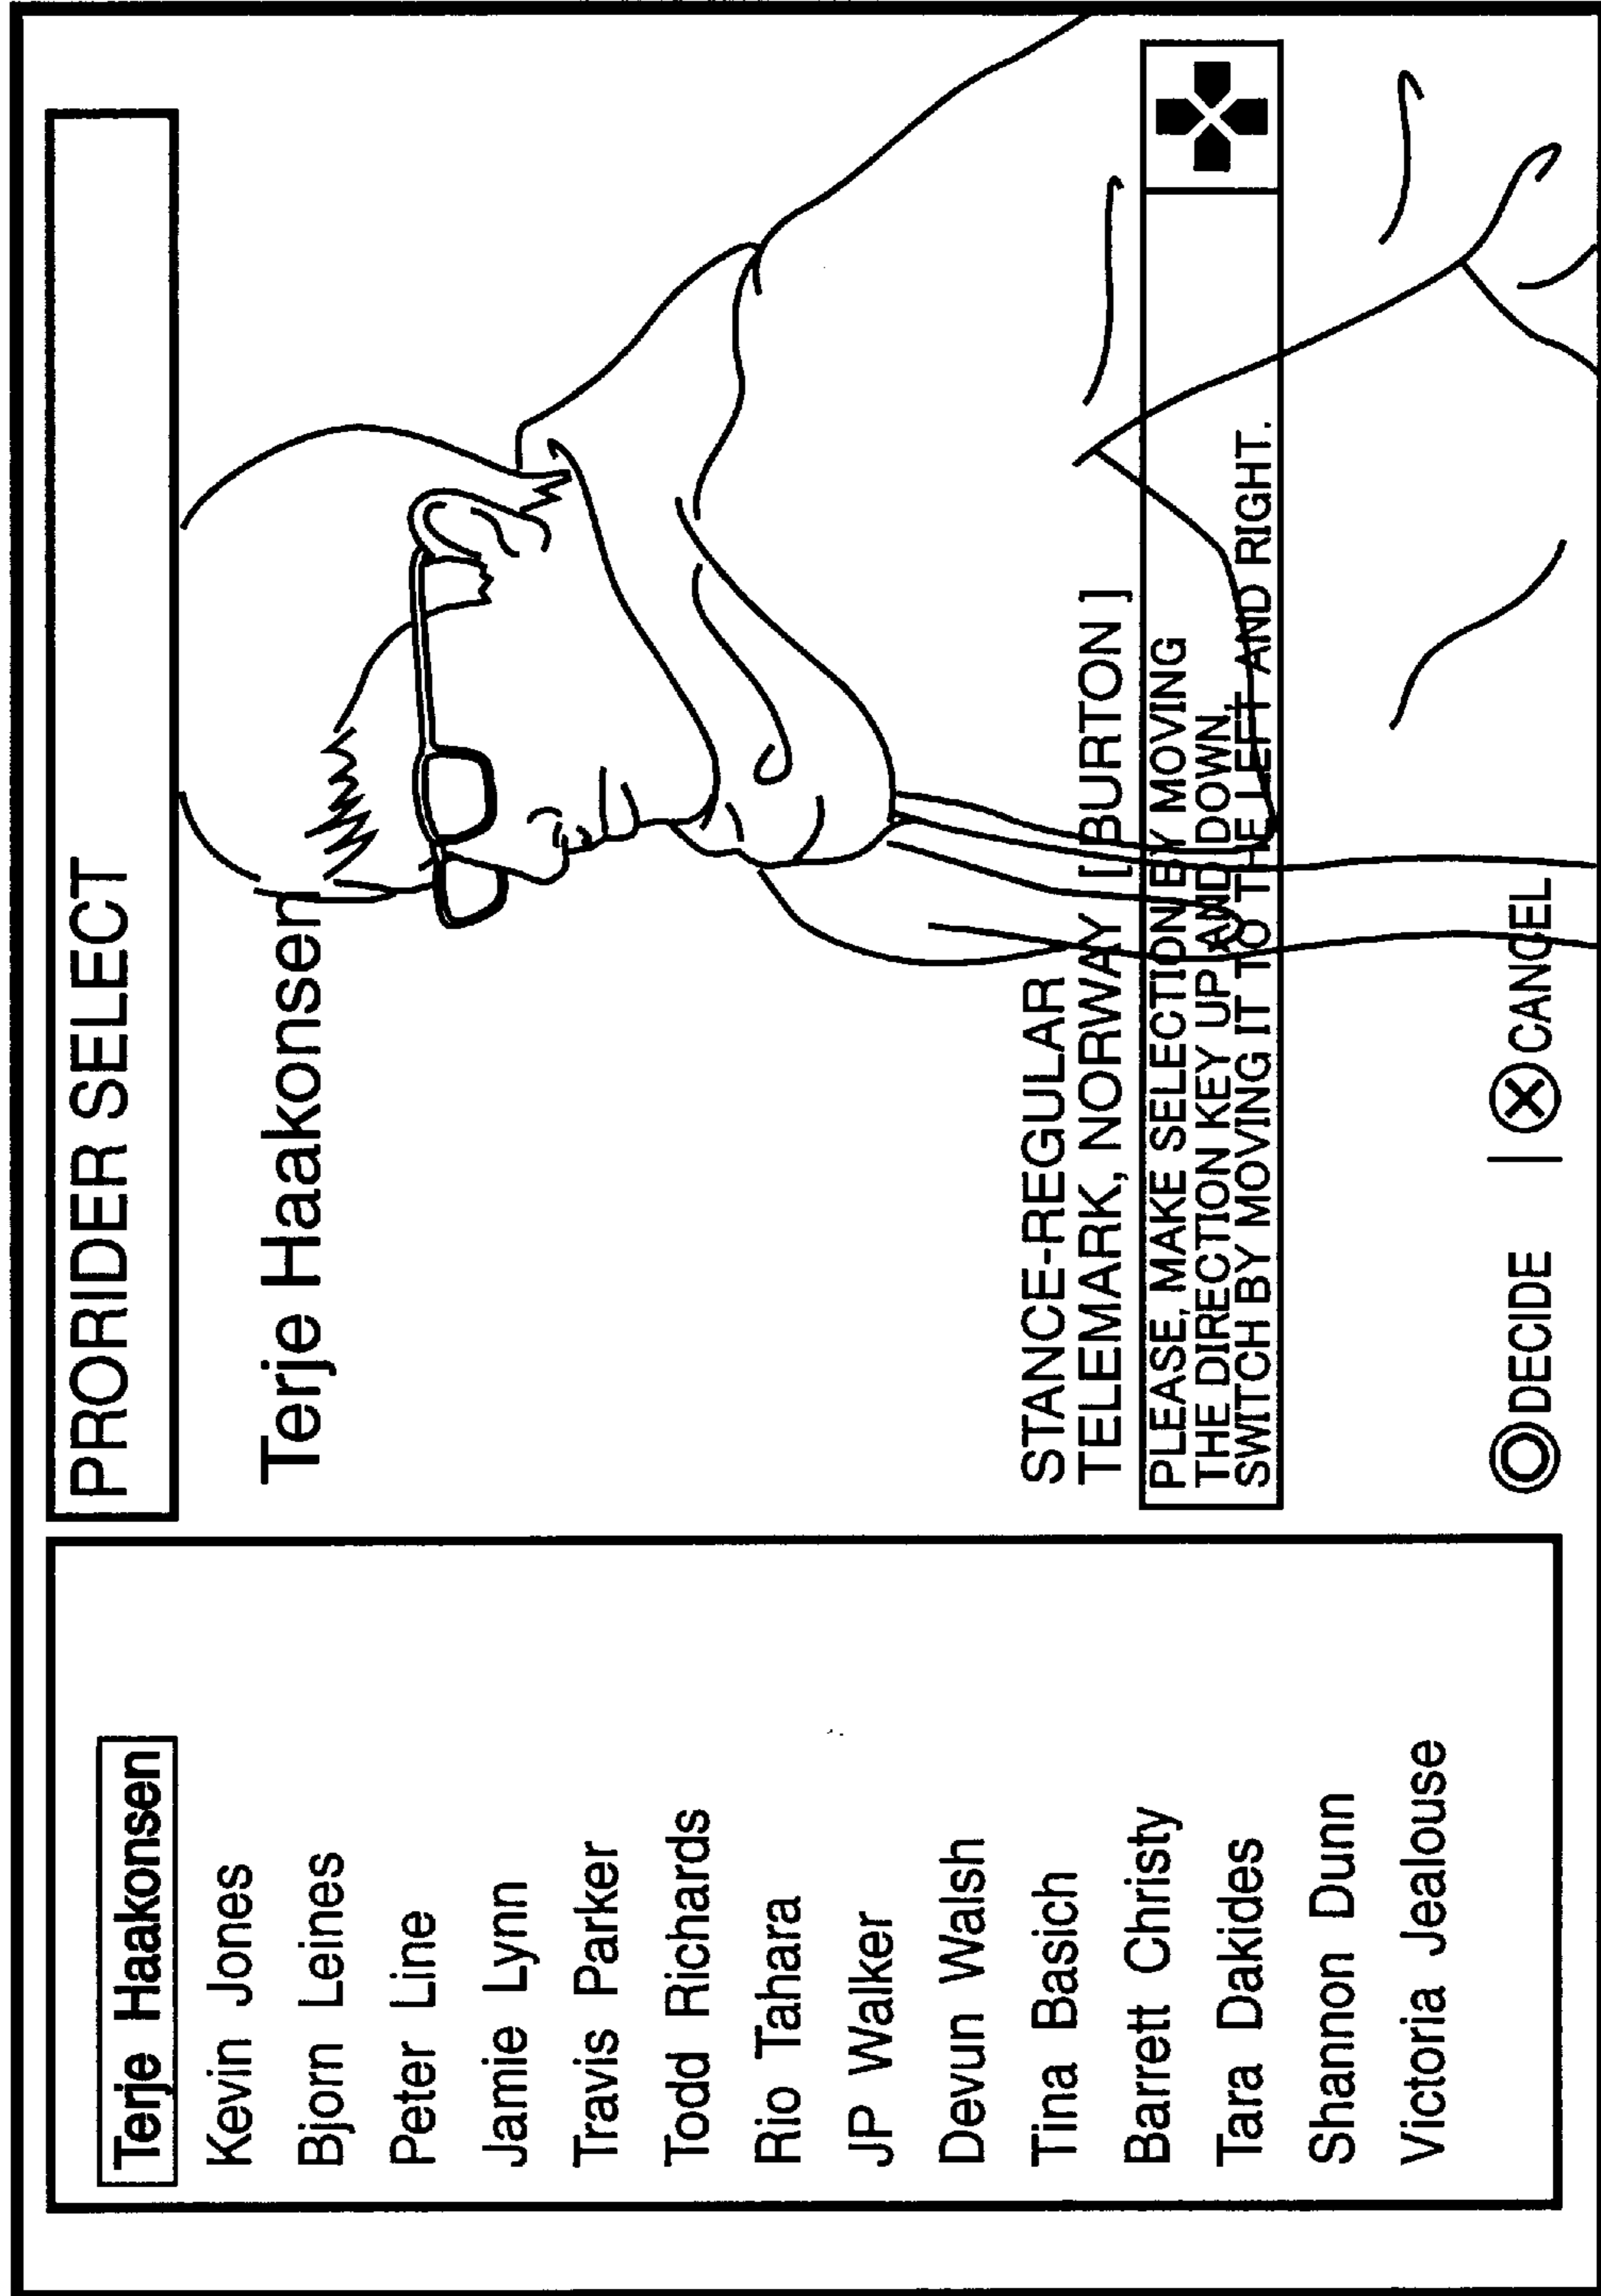 Terje Haakonsen
Kevin Jones
Bjorn Leines
Peter Line
Jamie Lynn
Travis Parker
Todd Richards
Rio Tahara
JP Walker
Devun Walsh
Tina Basich
Barrett Christy
Tara Dakides
Shannon Dunn
Victoria Jealouse
PRORIDER SELECT
Terje Haakonsen
STANCE-REGULAR
TELEMARK, NORWAY [ BURTON ]
PLEASE, MAKE SELECTION BY MOVING
THE DIRECTION KEY UP AND DOWN,
SWITCH BY MOVING IT TO THE LEFT AND RIGHT.
DECIDE | CANCEL